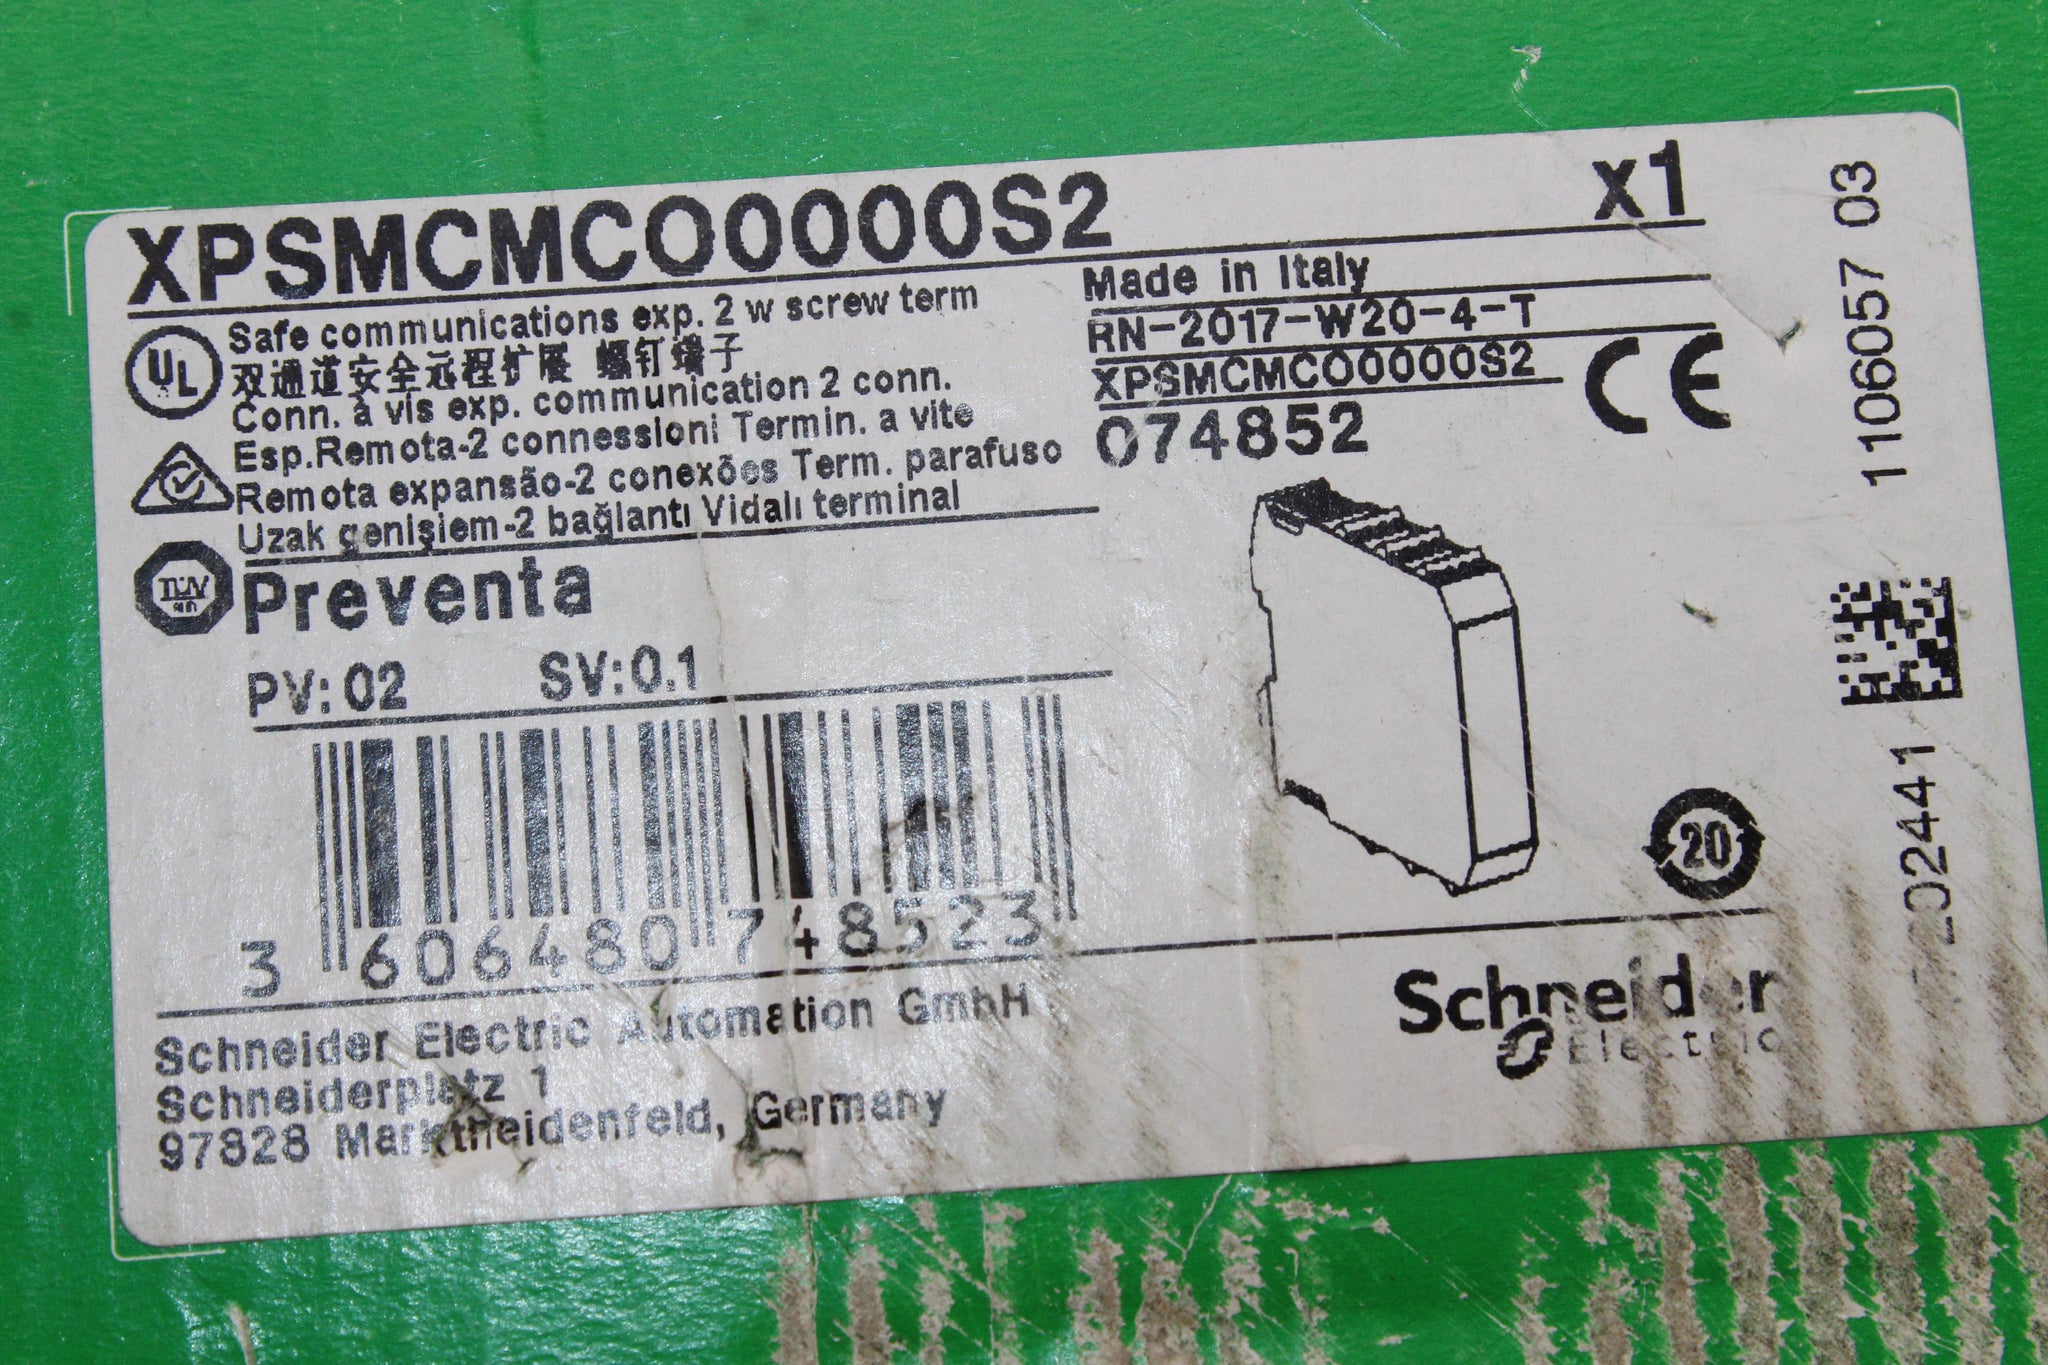 XPSMCMCO0000S2
x1
Safe communications exp. 2 w screw term
双通道安全远程扩展 螺钉端子
Conn. à vis exp. communication 2 conn.
Esp.Remota-2 connessioni Termin. a vite
Remota expansão-2 conexões Term. parafuso
Uzak genişlem-2 bağlantı Vidalı terminal
UL
TÜV
Preventa
PV:02 SV:0.1
3 606480 748523
Schneider Electric Automation GmbH
Schneiderplatz 1
97828 Marktheidenfeld, Germany
Made in Italy
RN-2017-W20-4-T
XPSMCMCO0000S2
074852
CE
20
Schneider
Electric
1106057 03
202441